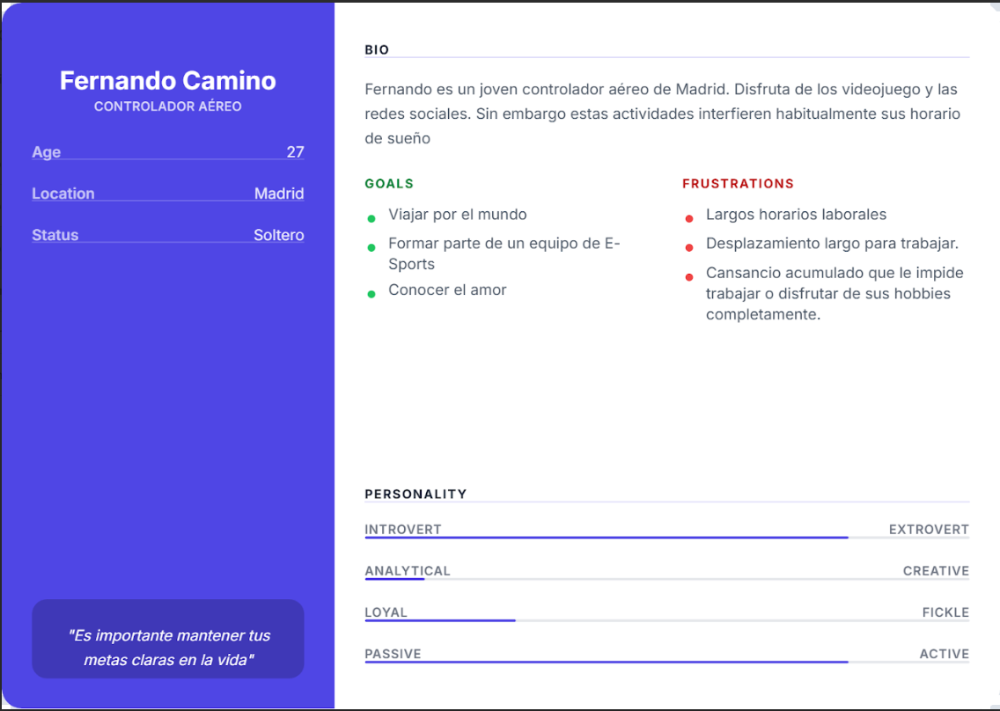 Fernando Camino
CONTROLADOR AÉREO
Age 27
Location Madrid
Status Soltero
"Es importante mantener tus
metas claras en la vida"
BIO
Fernando es un joven controlador aéreo de Madrid. Disfruta de los videojuego y las
redes sociales. Sin embargo estas actividades interfieren habitualmente sus horario
de sueño
GOALS
Viajar por el mundo
Formar parte de un equipo de E-
Sports
Conocer el amor
FRUSTRATIONS
Largos horarios laborales
Desplazamiento largo para trabajar.
Cansancio acumulado que le impide
trabajar o disfrutar de sus hobbies
completamente.
PERSONALITY
INTROVERT EXTROVERT
ANALYTICAL CREATIVE
LOYAL FICKLE
PASSIVE ACTIVE